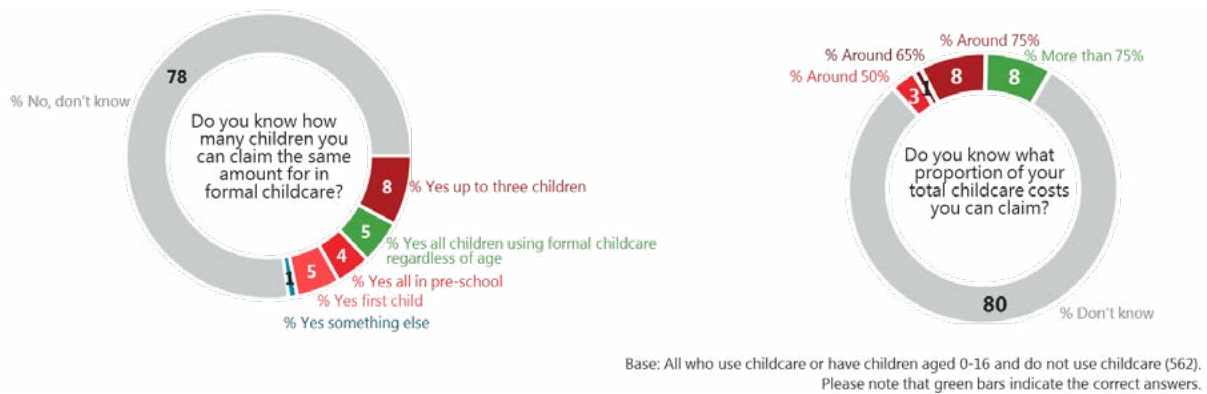 78
% No, don't know
Do you know how
many children you
can claim the same
amount for in
formal childcare?
8
% Yes up to three children
5
% Yes all children using formal childcare
regardless of age
4
% Yes all in pre-school
5
% Yes first child
1
% Yes something else
% Around 75%
% Around 65%
% More than 75%
% Around 50%
3
1
8
8
Do you know what
proportion of your
total childcare costs
you can claim?
80
% Don't know
Base: All who use childcare or have children aged 0-16 and do not use childcare (562).
Please note that green bars indicate the correct answers.